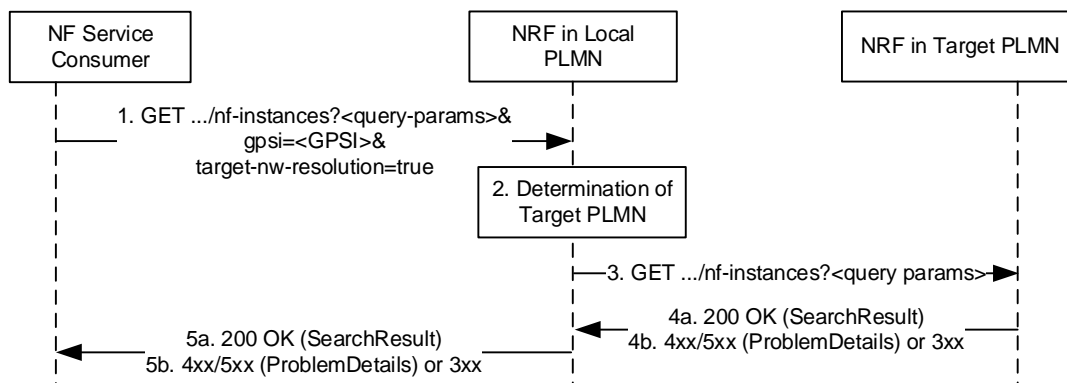 NF Service
Consumer
NRF in Local
PLMN
NRF in Target PLMN
1. GET .../nf-instances?<query-params>&
gpsi=<GPSI>&
target-nw-resolution=true
2. Determination of
Target PLMN
3. GET .../nf-instances?<query params>
4a. 200 OK (SearchResult)
4b. 4xx/5xx (ProblemDetails) or 3xx
5a. 200 OK (SearchResult)
5b. 4xx/5xx (ProblemDetails) or 3xx